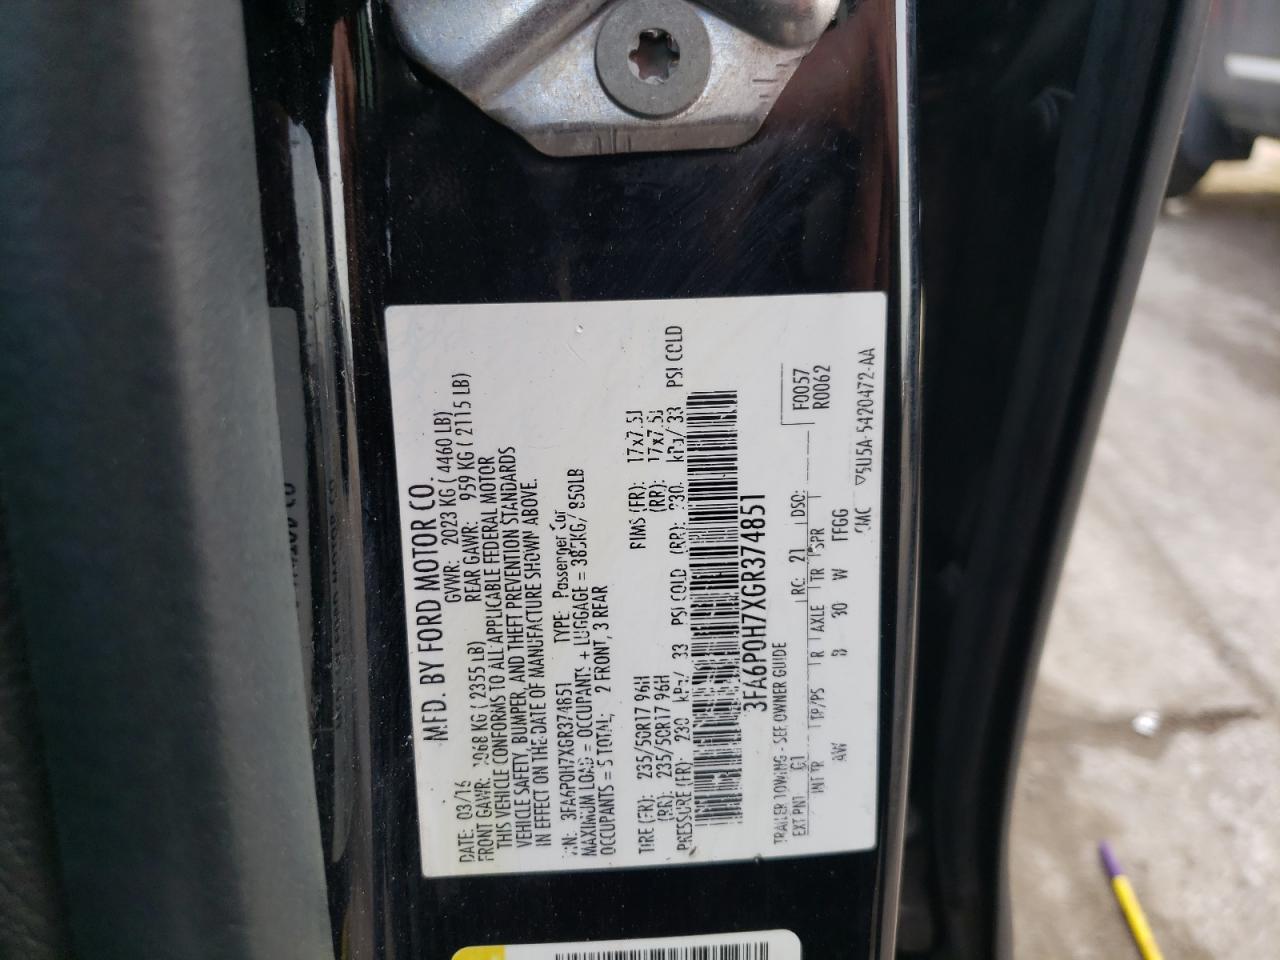 MFD. BY FORD MOTOR CO.
DATE: 03/16 GVWR: 2023 KG ( 4460 LB)
FRONT GAWR: 1068 KG ( 2355 LB) REAR GAWR: 959 KG ( 2115 LB)
THIS VEHICLE CONFORMS TO ALL APPLICABLE FEDERAL MOTOR
VEHICLE SAFETY, BUMPER, AND THEFT PREVENTION STANDARDS
IN EFFECT ON THE DATE OF MANUFACTURE SHOWN ABOVE.
VIN: 3FA6P0H7XGR374851 TYPE: Passenger Car
MAXIMUM LOAD = OCCUPANTS + LUGGAGE = 385KG/ 850LB
OCCUPANTS = 5 TOTAL, 2 FRONT, 3 REAR
TIRE (FR): 235/50R17 96H RIMS (FR): 17x7.5J
(RR): 235/50R17 96H (RR): 17x7.5J
PRESSURE (FR): 230 kPa/ 33 PSI COLD (RR): 230 kPa/ 33 PSI COLD
3FA6P0H7XGR374851
TRAILER TOWING - SEE OWNER GUIDE
F0057
R0062
EXT PNT: G1 RC: 21 DSO:
INT TR TP/PS R AXLE TR SPR
AW B 30 W FFGG
5U5A-5420472-AA